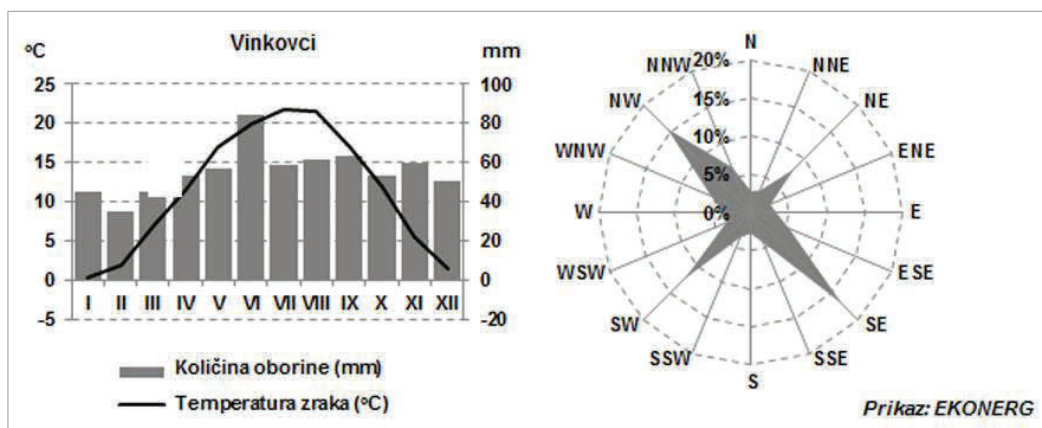 Vinkovci
°C
mm
25
20
15
10
5
0
-5
100
80
60
40
20
0
-20
I II III IV V VI VII VIII IX X XI XII
Količina oborine (mm)
Temperatura zraka (°C)
N
NNE
NE
ENE
E
ESE
SE
SSE
S
SSW
SW
WSW
W
WNW
NW
NNW
20%
15%
10%
5%
0%
Prikaz: EKONERG